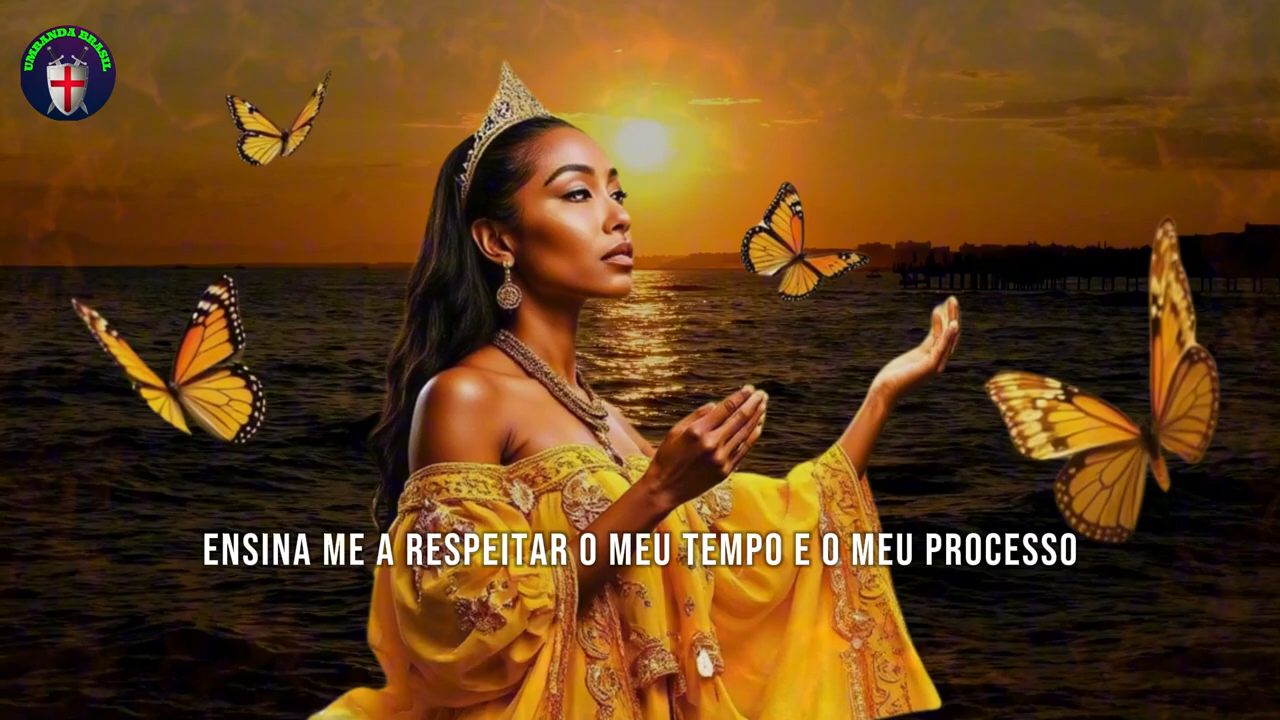 UMBANDA BRASIL
ENSINA ME A RESPEITAR O MEU TEMPO E O MEU PROCESSO